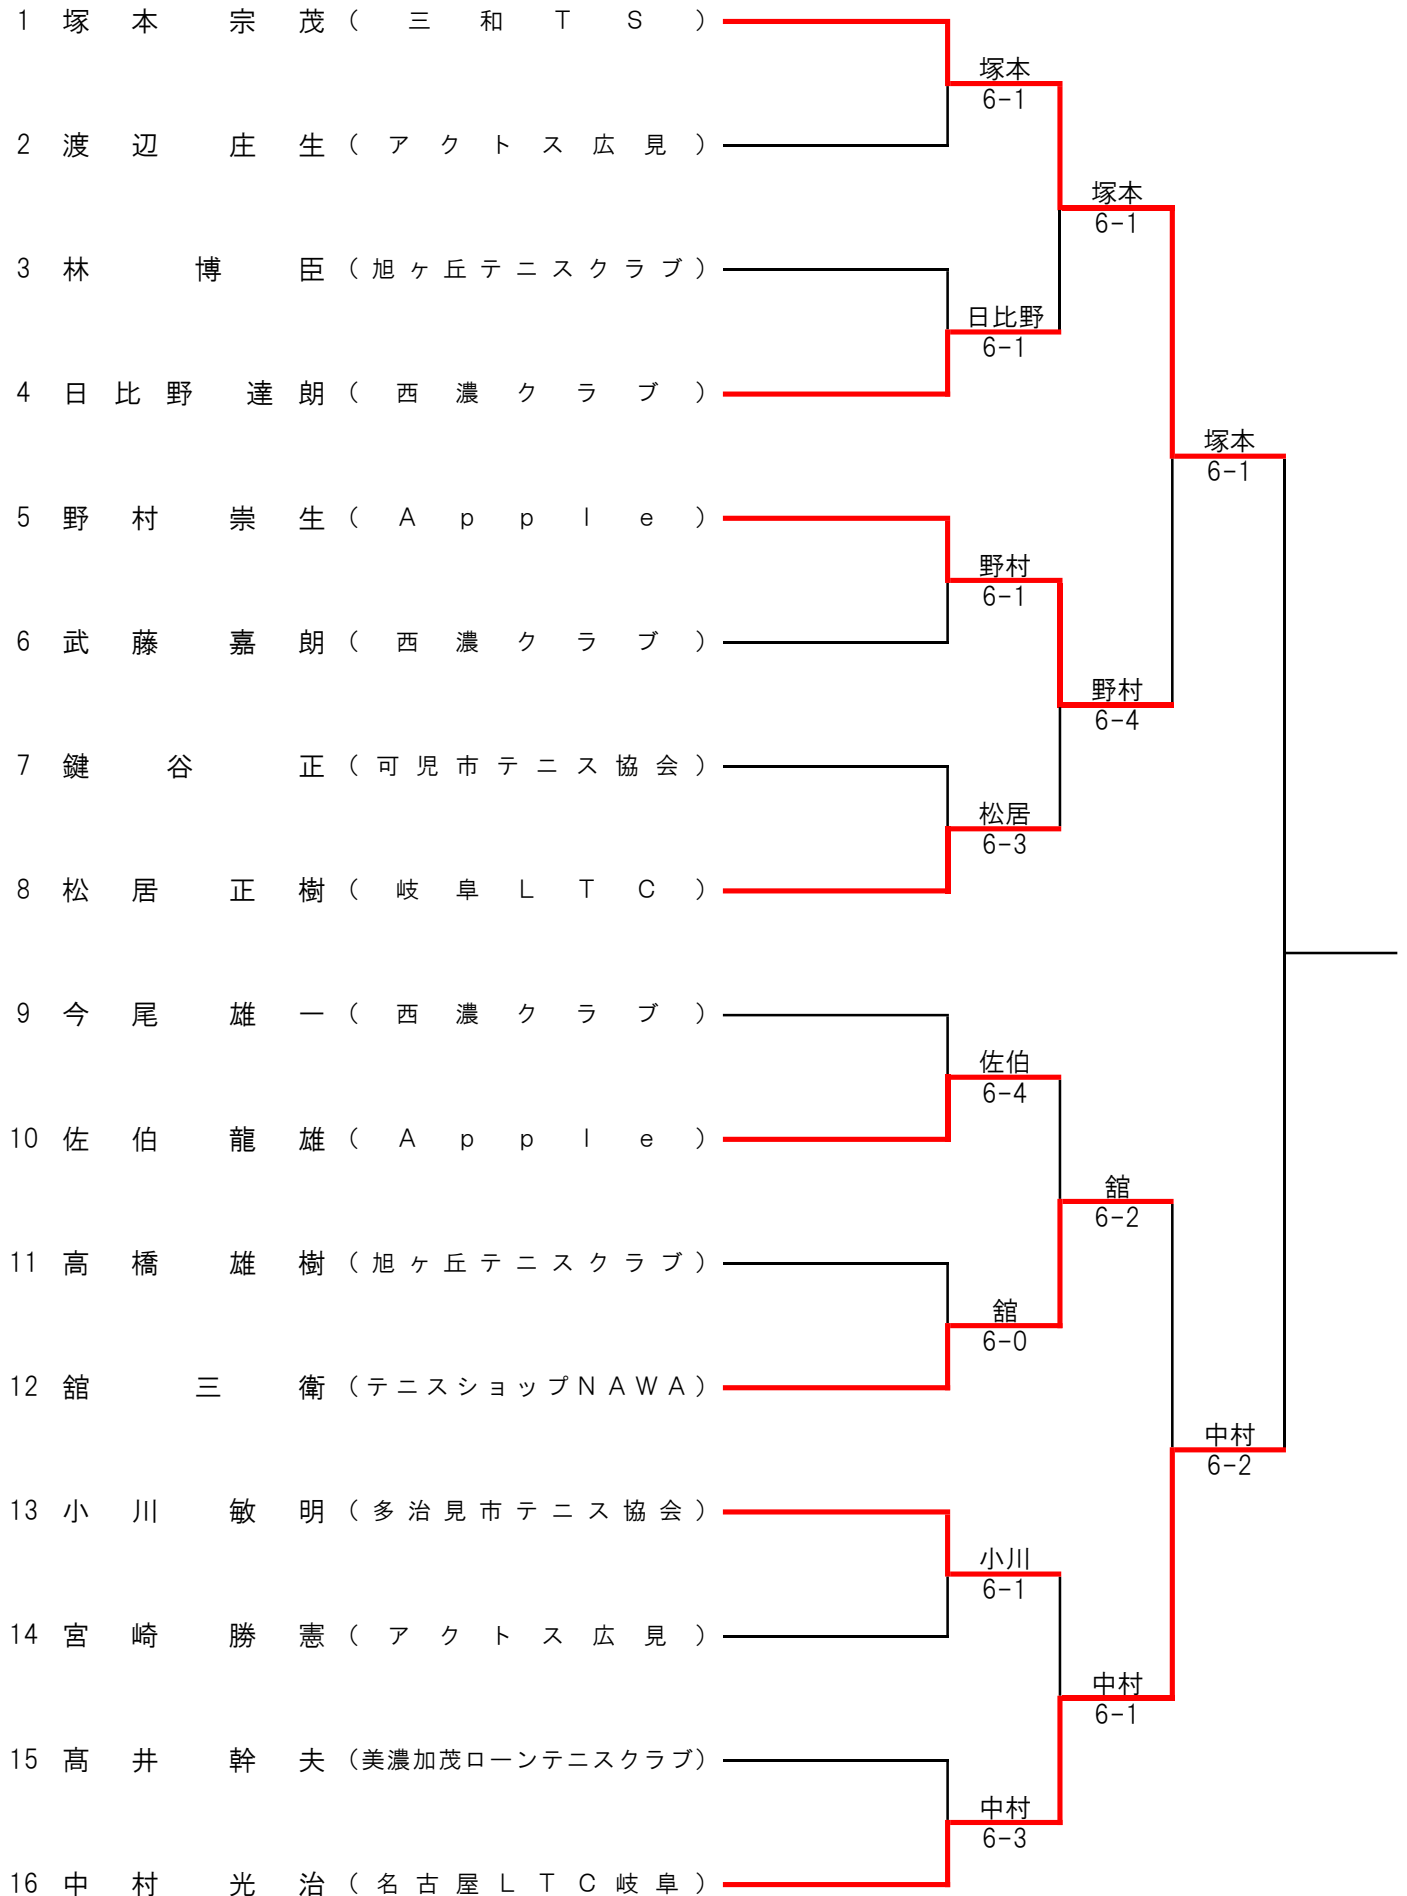 1 塚本 宗茂 (三和TS)
塚本
6-1
2 渡辺 庄生 (アクトス広見)
塚本
6-1
3 林 博臣 (旭ヶ丘テニスクラブ)
日比野
6-1
4 日比野 達朗 (西濃クラブ)
塚本
6-1
5 野村 崇生 (Apple)
野村
6-1
6 武藤 嘉朗 (西濃クラブ)
野村
6-4
7 鍵谷 正 (可児市テニス協会)
松居
6-3
8 松居 正樹 (岐阜LTC)
9 今尾 雄一 (西濃クラブ)
佐伯
6-4
10 佐伯 龍雄 (Apple)
舘
6-2
11 高橋 雄樹 (旭ヶ丘テニスクラブ)
舘
6-0
12 舘 三衛 (テニスショップNAWA)
中村
6-2
13 小川 敏明 (多治見市テニス協会)
小川
6-1
14 宮崎 勝憲 (アクトス広見)
中村
6-1
15 髙井 幹夫 (美濃加茂ローンテニスクラブ)
中村
6-3
16 中村 光治 (名古屋LTC岐阜)